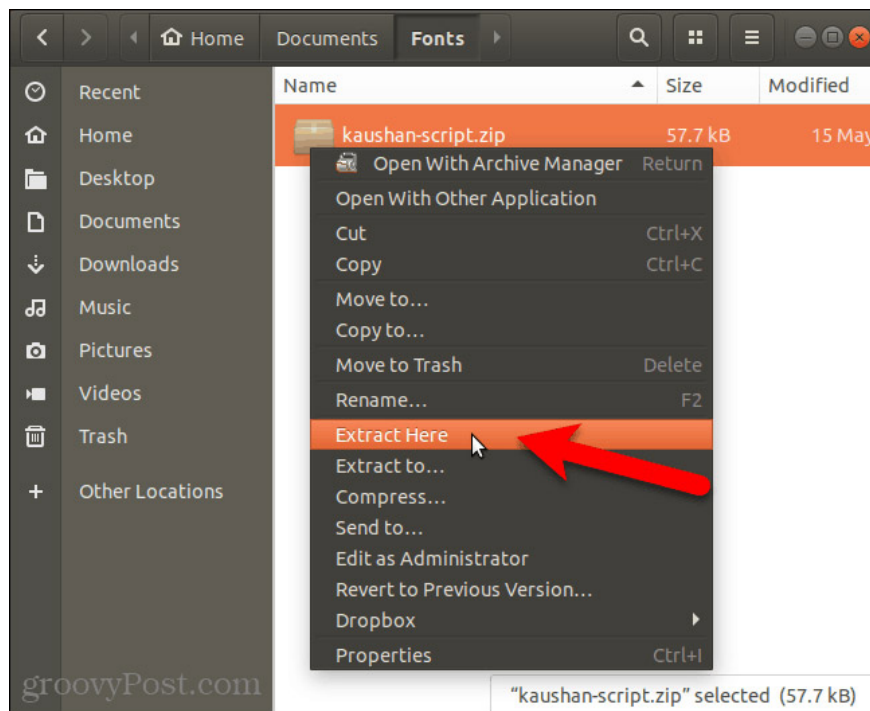 Home Documents Fonts
Recent
Home
Desktop
Documents
Downloads
Music
Pictures
Videos
Trash
Other Locations
Name Size Modified
kaushan-script.zip 57.7 kB 15 May
Open With Archive Manager Return
Open With Other Application
Cut Ctrl+X
Copy Ctrl+C
Move to...
Copy to...
Move to Trash Delete
Rename... F2
Extract Here
Extract to...
Compress...
Send to...
Edit as Administrator
Revert to Previous Version...
Dropbox
Properties Ctrl+I
groovyPost.com
“kaushan-script.zip” selected (57.7 kB)